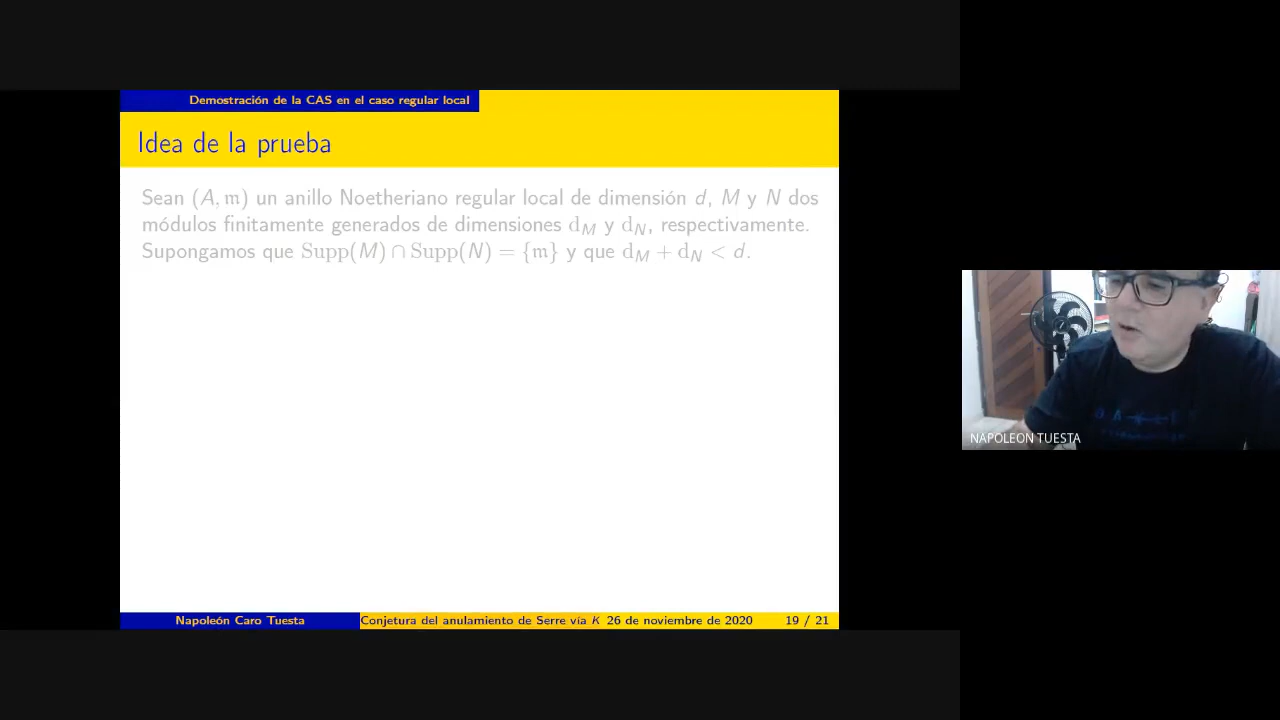 Demostración de la CAS en el caso regular local
Idea de la prueba
Sean (A, 𝔪) un anillo Noetheriano regular local de dimensión d, M y N dos
módulos finitamente generados de dimensiones d_M y d_N, respectivamente.
Supongamos que Supp(M) ∩ Supp(N) = {𝔪} y que d_M + d_N < d.
NAPOLEON TUESTA
Napoleón Caro Tuesta Conjetura del anulamiento de Serre vía K 26 de noviembre de 2020 19 / 21